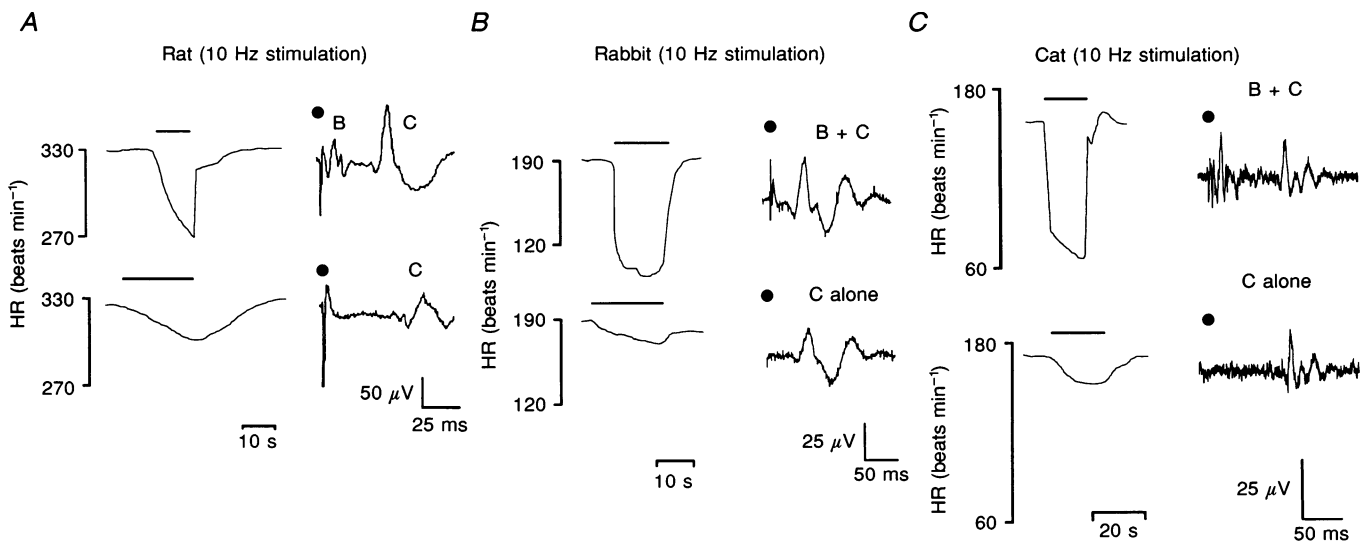 A
Rat (10 Hz stimulation)
HR (beats min⁻¹)
330
270
B
C
330
270
C
50 μV
25 ms
10 s
B
Rabbit (10 Hz stimulation)
HR (beats min⁻¹)
190
120
B + C
190
120
C alone
25 μV
50 ms
10 s
C
Cat (10 Hz stimulation)
HR (beats min⁻¹)
180
60
B + C
HR (beats min⁻¹)
180
60
C alone
25 μV
50 ms
20 s